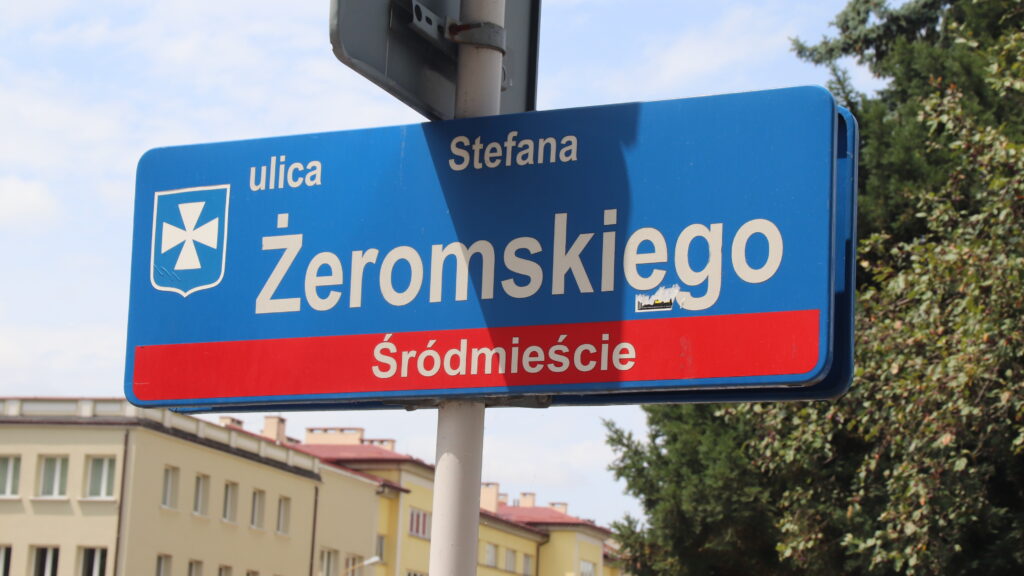 ulica Stefana
Żeromskiego
Śródmieście